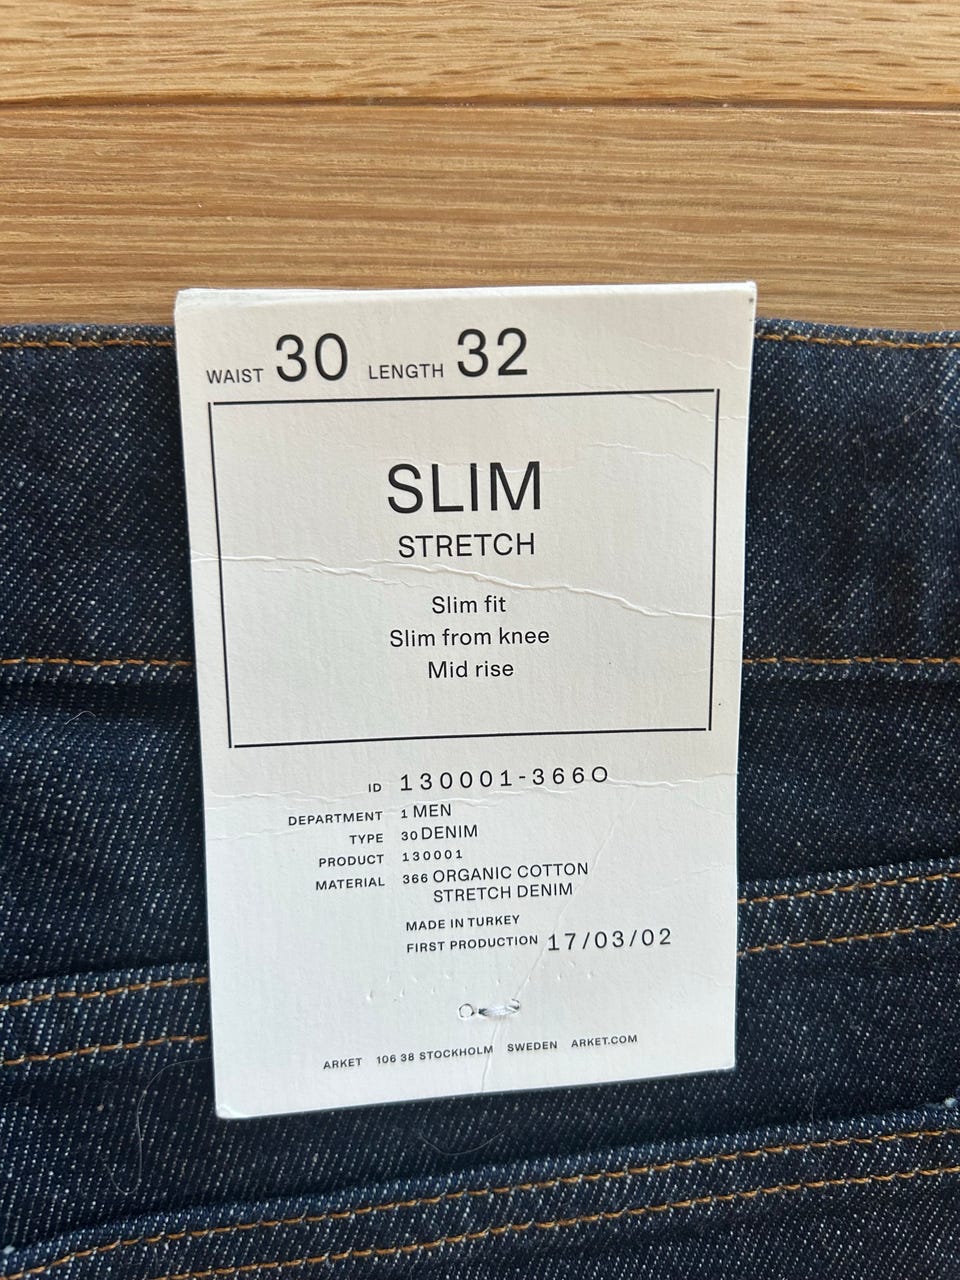 WAIST 30 LENGTH 32
SLIM
STRETCH
Slim fit
Slim from knee
Mid rise
ID 130001-366O
DEPARTMENT 1 MEN
TYPE 30 DENIM
PRODUCT 130001
MATERIAL 366 ORGANIC COTTON
STRETCH DENIM
MADE IN TURKEY
FIRST PRODUCTION 17/03/02
ARKET 106 38 STOCKHOLM SWEDEN ARKET.COM